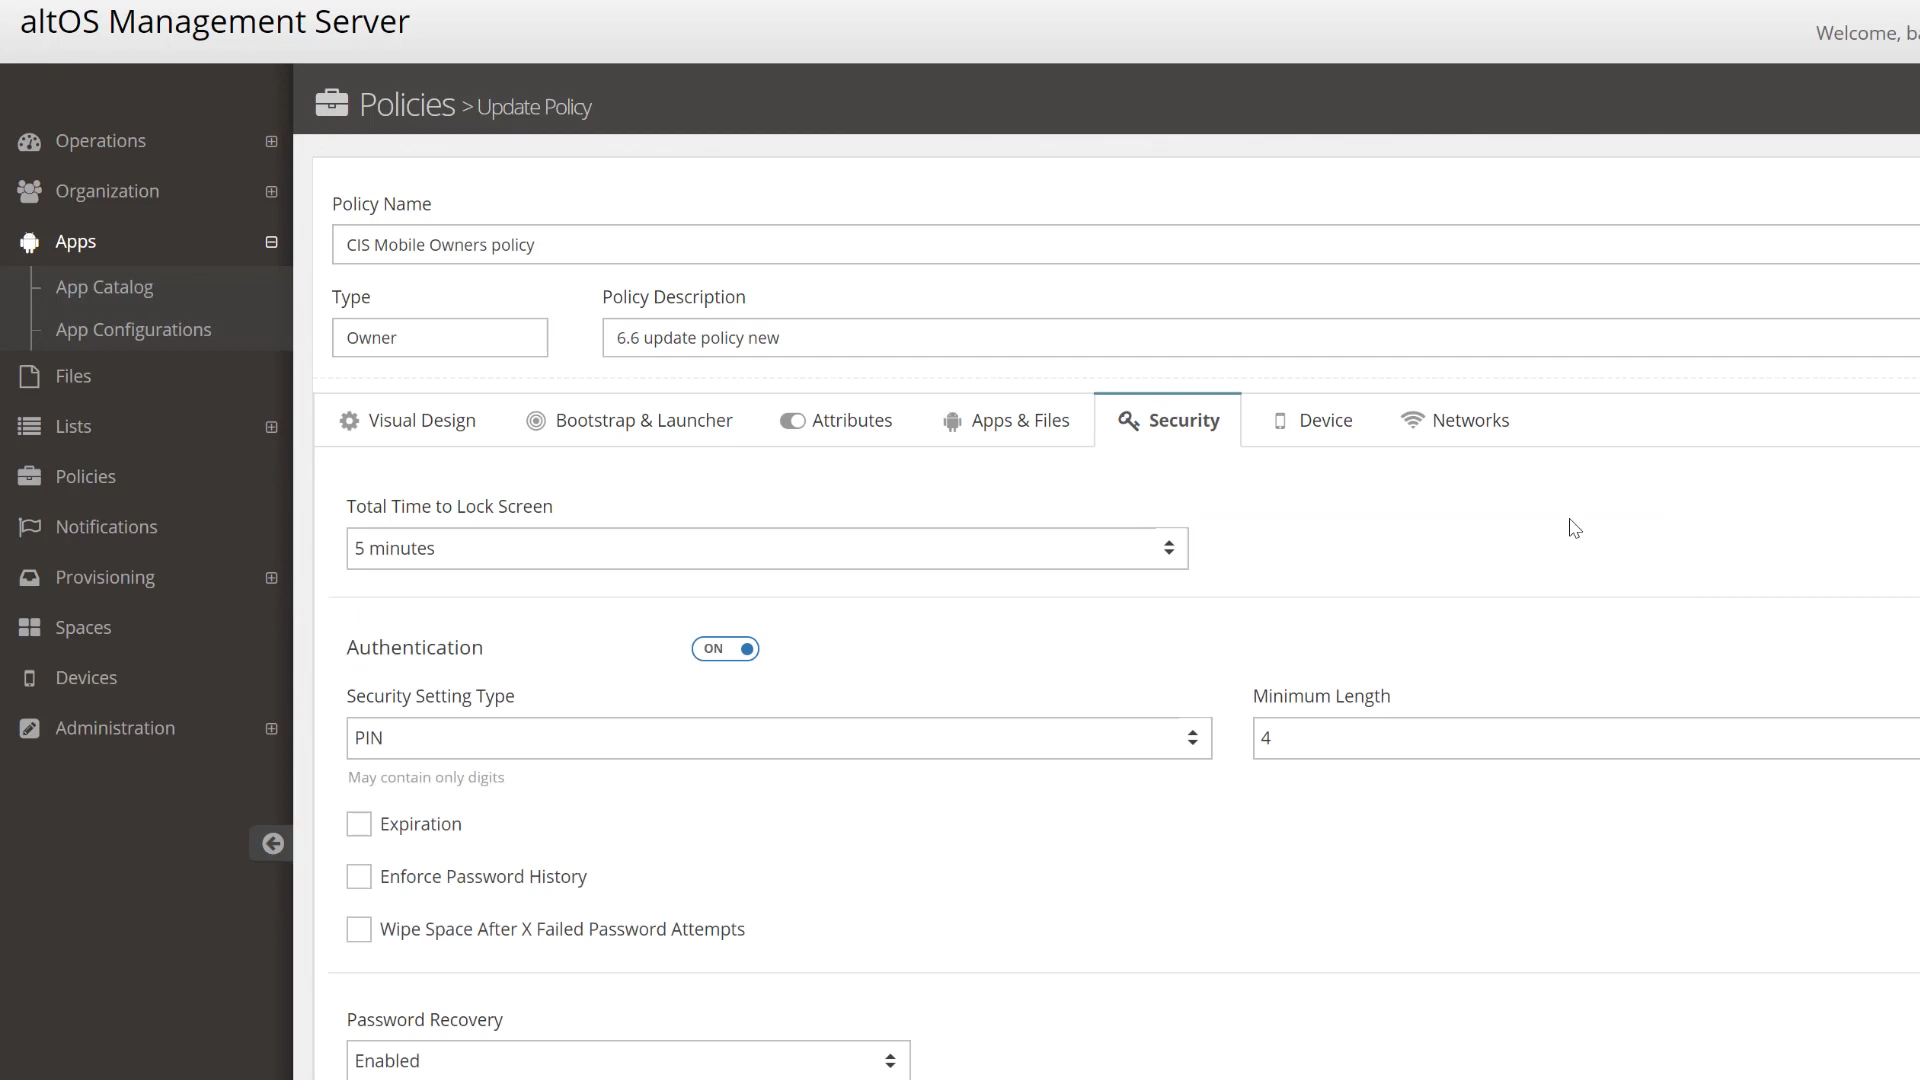 altOS Management Server
Welcome, ba
Policies > Update Policy
Operations
Organization
Apps
App Catalog
App Configurations
Files
Lists
Policies
Notifications
Provisioning
Spaces
Devices
Administration
Policy Name
CIS Mobile Owners policy
Type
Policy Description
Owner
6.6 update policy new
Visual Design
Bootstrap & Launcher
Attributes
Apps & Files
Security
Device
Networks
Total Time to Lock Screen
5 minutes
Authentication
ON
Security Setting Type
Minimum Length
PIN
4
May contain only digits
Expiration
Enforce Password History
Wipe Space After X Failed Password Attempts
Password Recovery
Enabled